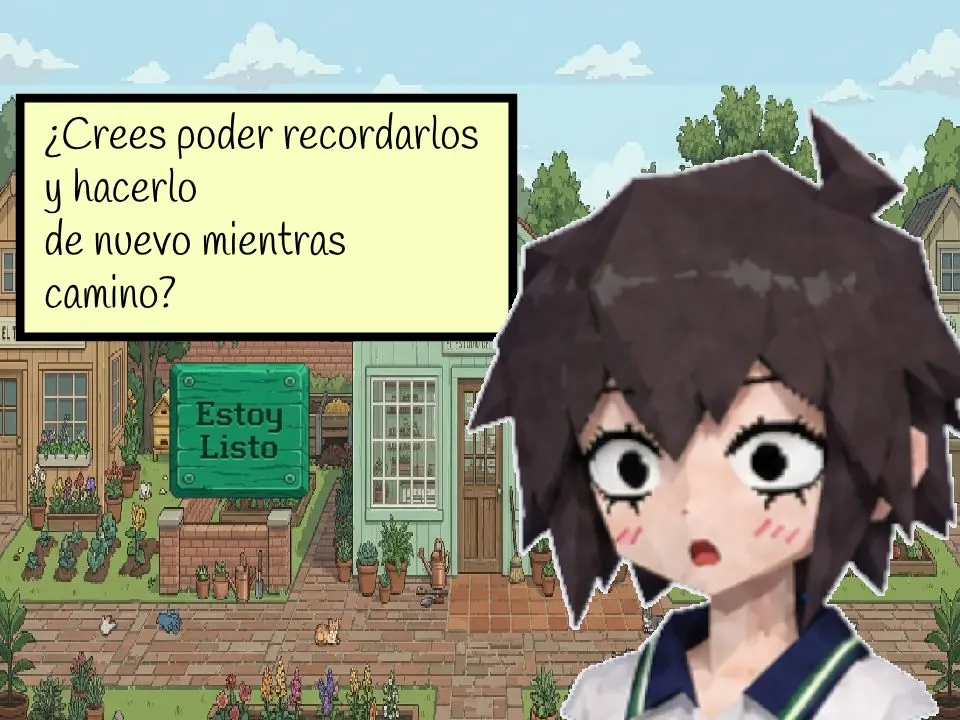 ¿Crees poder recordarlos
y hacerlo
de nuevo mientras
camino?
Estoy
Listo